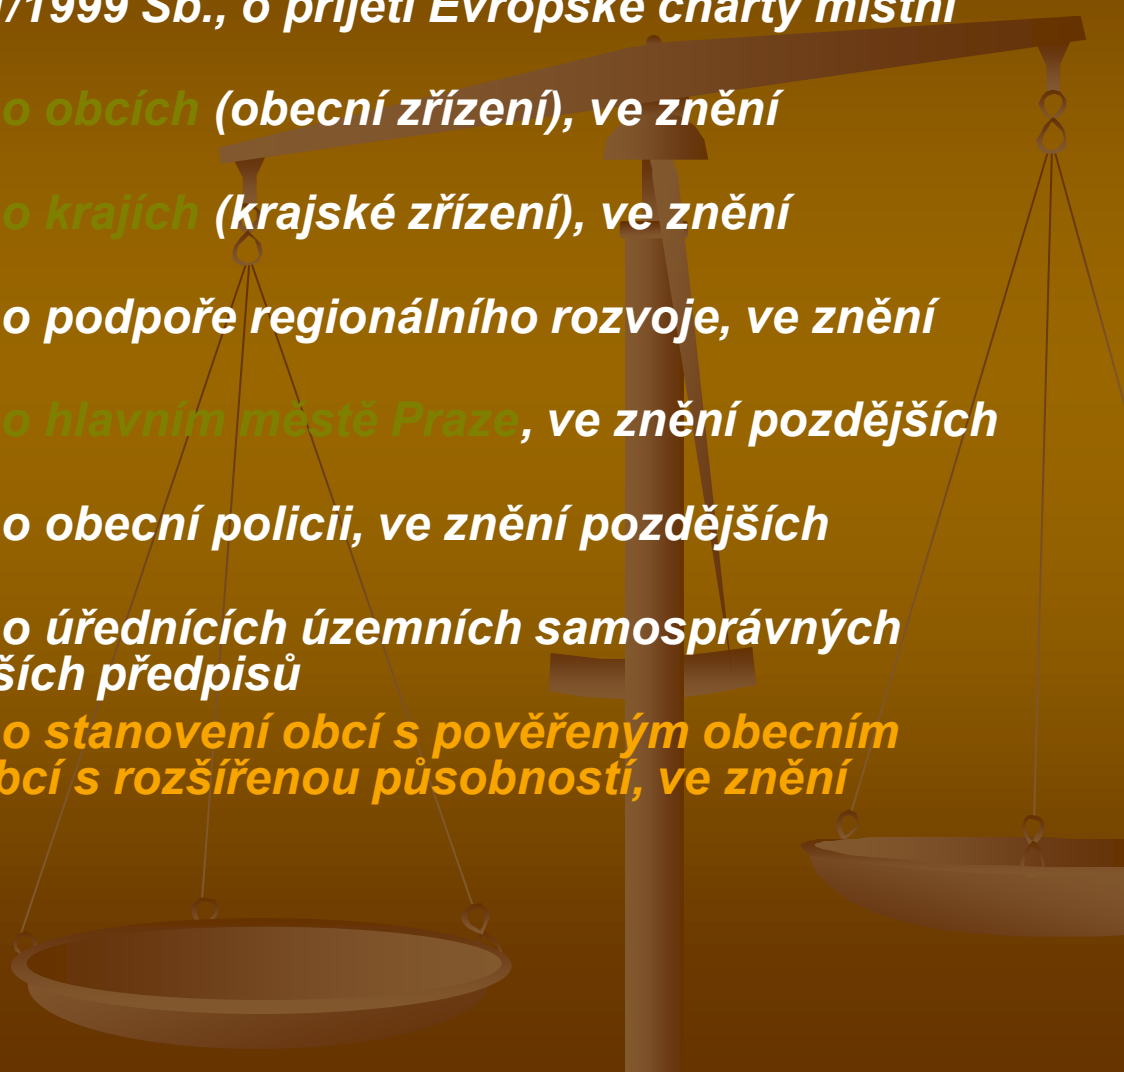 /1999 Sb., o přijetí Evropské charty místní
o obcích (obecní zřízení), ve znění
o krajích (krajské zřízení), ve znění
o podpoře regionálního rozvoje, ve znění
o hlavním městě Praze, ve znění pozdějších
o obecní policii, ve znění pozdějších
o úřednících územních samosprávných
ších předpisů
o stanovení obcí s pověřeným obecním
bcí s rozšířenou působností, ve znění